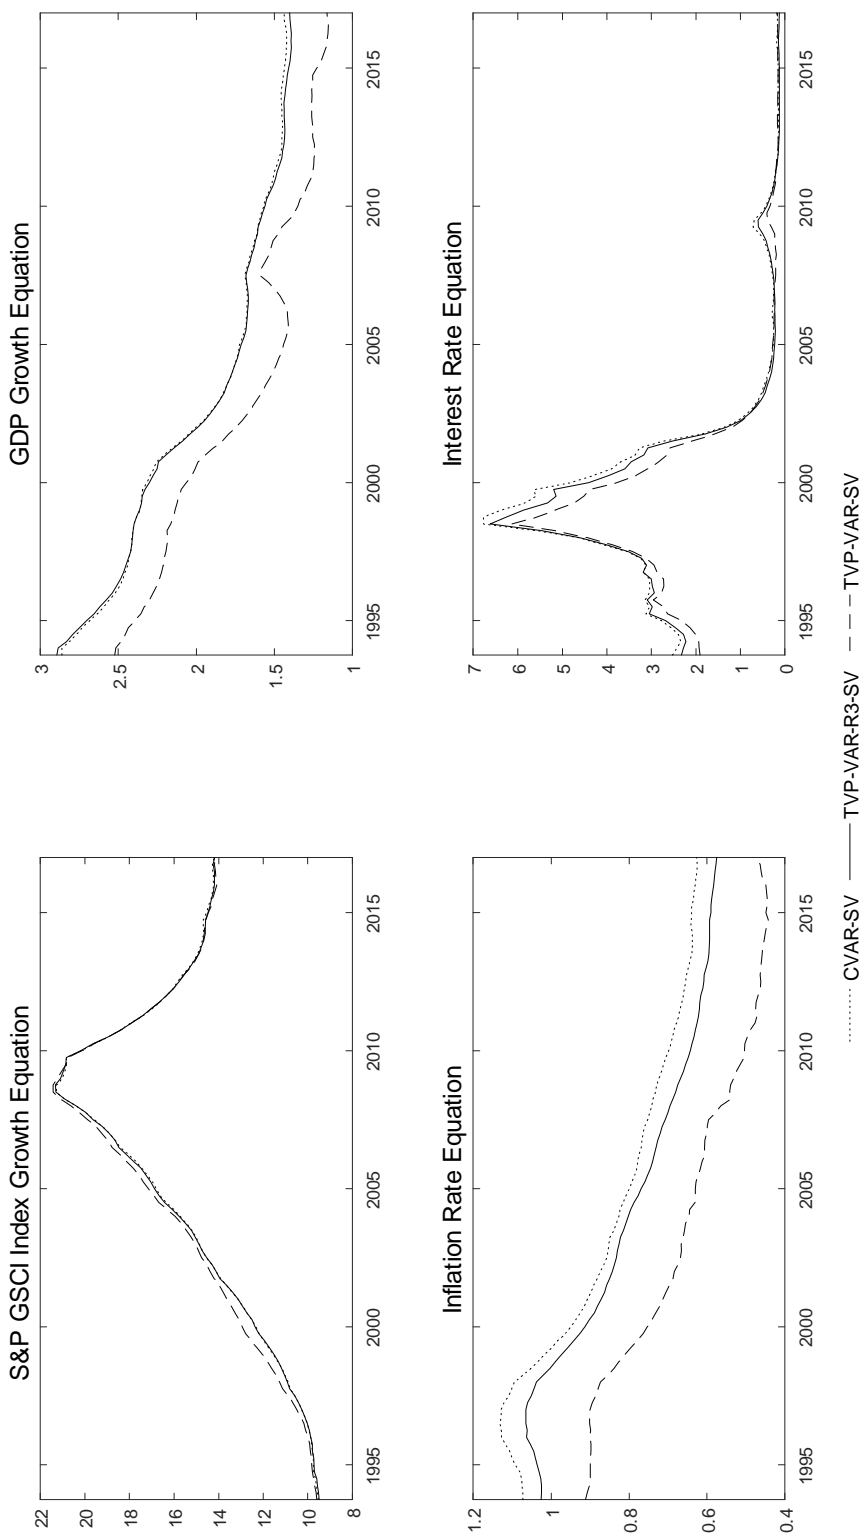 S&P GSCI Index Growth Equation
22
20
18
16
14
12
10
8
1995 2000 2005 2010 2015
GDP Growth Equation
3
2.5
2
1.5
1
1995 2000 2005 2010 2015
Inflation Rate Equation
1.2
1
0.8
0.6
0.4
1995 2000 2005 2010 2015
Interest Rate Equation
7
6
5
4
3
2
1
0
1995 2000 2005 2010 2015
CVAR-SV TVP-VAR-R3-SV TVP-VAR-SV